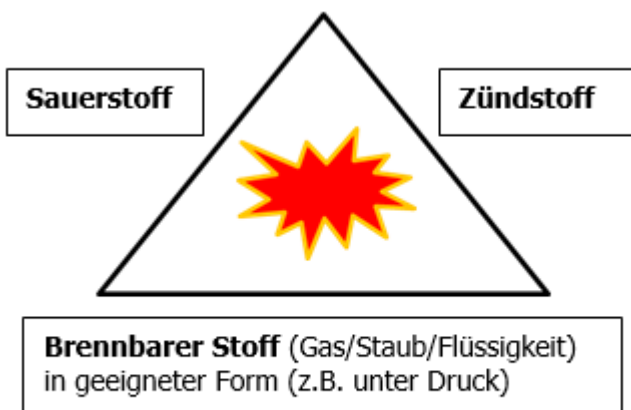 Sauerstoff
Zündstoff
Brennbarer Stoff (Gas/Staub/Flüssigkeit)
in geeigneter Form (z.B. unter Druck)